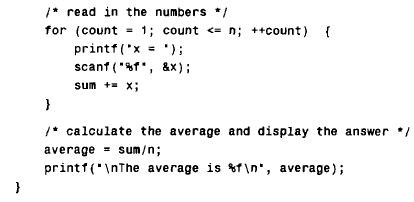 /* read in the numbers */
for (count = 1; count <= n; ++count) {
printf("x = ");
scanf("%f", &x);
sum += x;
}
/* calculate the average and display the answer */
average = sum/n;
printf("\nThe average is %f\n", average);
}